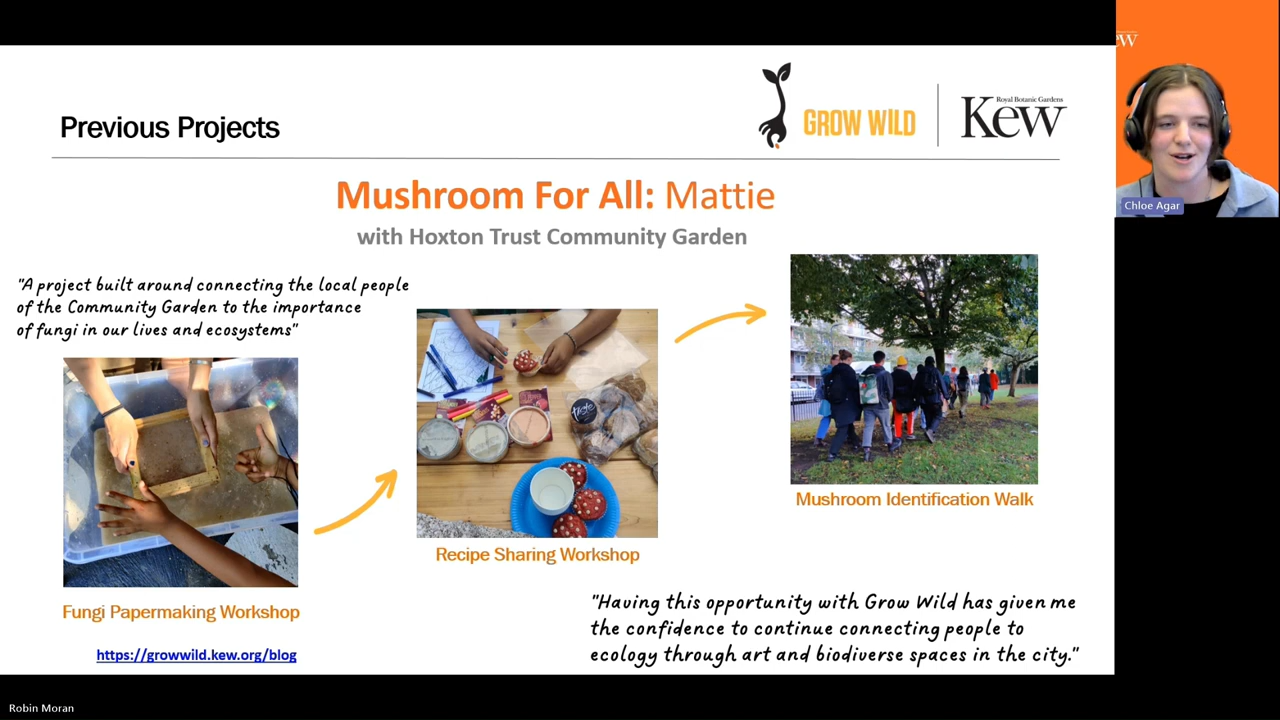 Previous Projects
GROW WILD
Royal Botanic Gardens
Kew
ew
Chloe Agar
Mushroom For All: Mattie
with Hoxton Trust Community Garden
"A project built around connecting the local people
of the Community Garden to the importance
of fungi in our lives and ecosystems"
Fungi Papermaking Workshop
Recipe Sharing Workshop
Mushroom Identification Walk
"Having this opportunity with Grow Wild has given me
the confidence to continue connecting people to
ecology through art and biodiverse spaces in the city."
https://growwild.kew.org/blog
Robin Moran